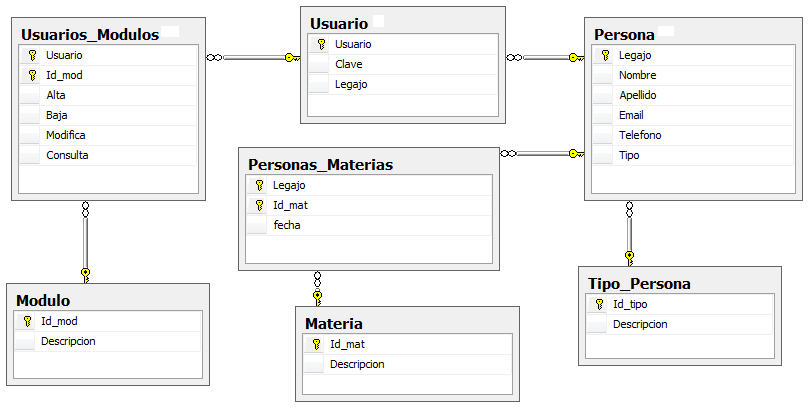 Usuarios_Modulos
Usuario
Id_mod
Alta
Baja
Modifica
Consulta
Usuario
Usuario
Clave
Legajo
Persona
Legajo
Nombre
Apellido
Email
Telefono
Tipo
Personas_Materias
Legajo
Id_mat
fecha
Modulo
Id_mod
Descripcion
Materia
Id_mat
Descripcion
Tipo_Persona
Id_tipo
Descripcion